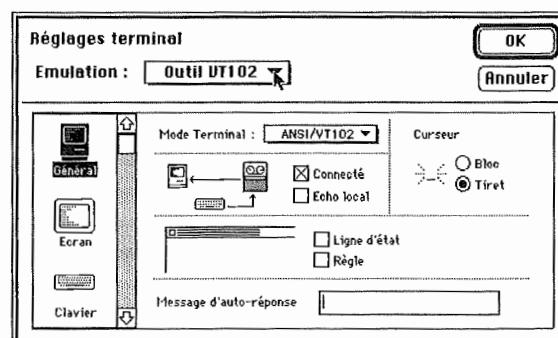 Réglages terminal
OK
Emulation : Outil VT102
Annuler
Général
Ecran
Clavier
Mode Terminal : ANSI/VT102
Connecté
Echo local
Curseur
Bloc
Tiret
Ligne d'état
Règle
Message d'auto-réponse